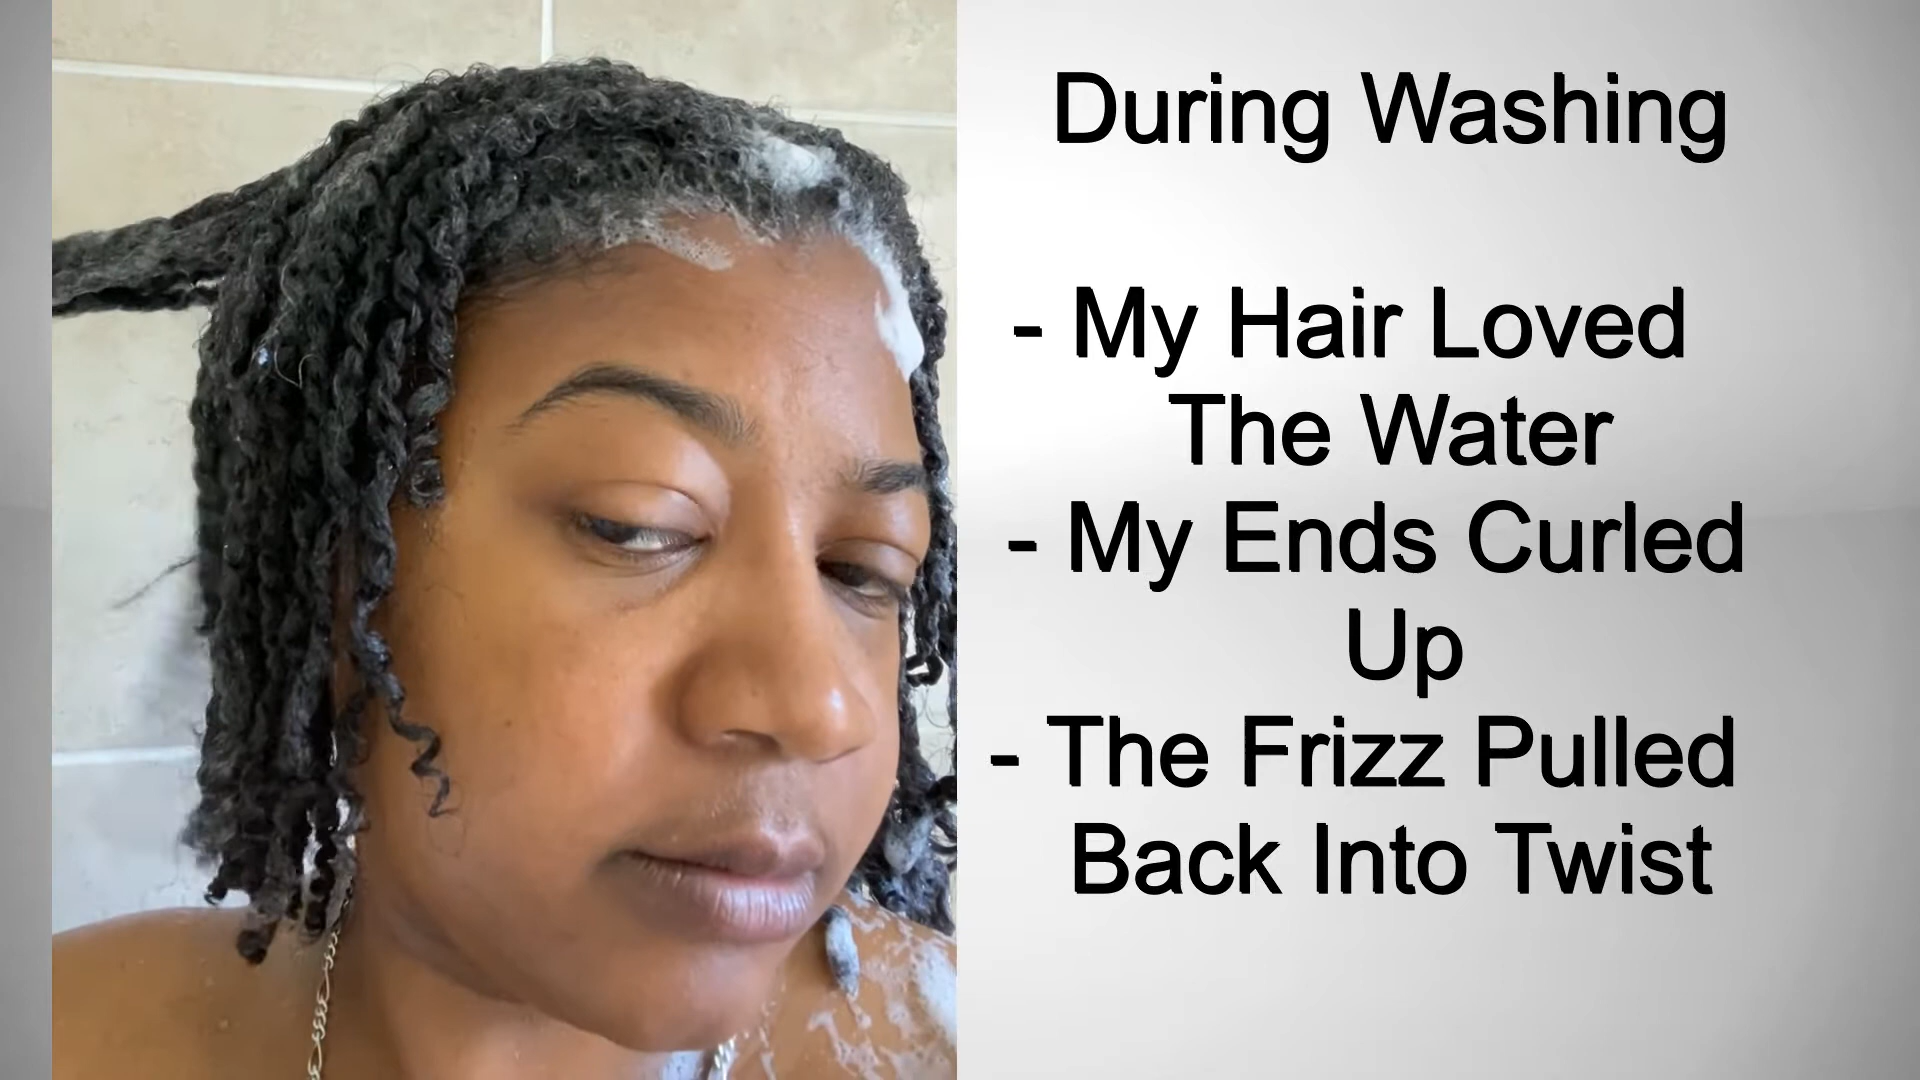 During Washing
- My Hair Loved
The Water
- My Ends Curled
Up
- The Frizz Pulled
Back Into Twist